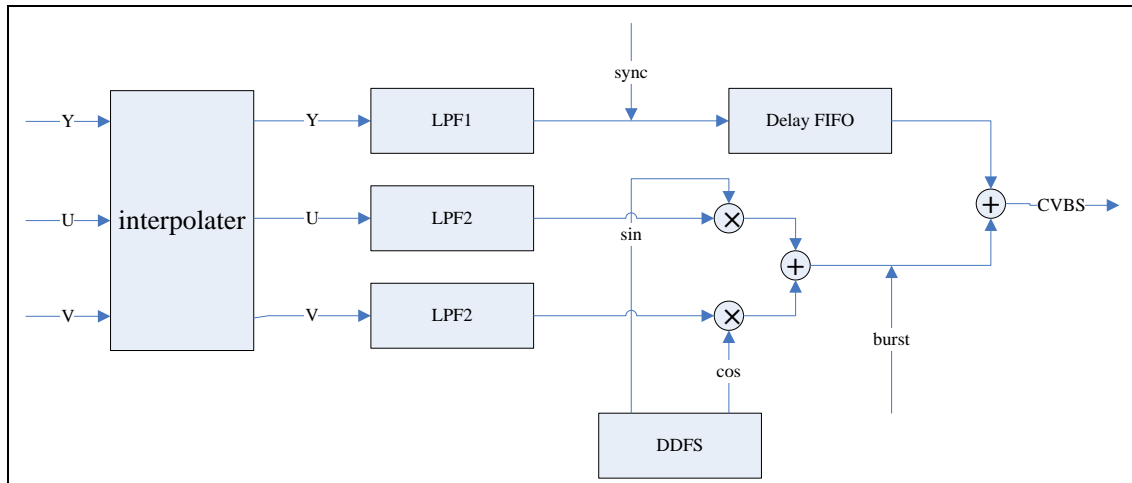 sync
Y
Y
LPF1
Delay FIFO
U
interpolater
U
LPF2
sin
CVBS
V
V
LPF2
burst
cos
DDFS